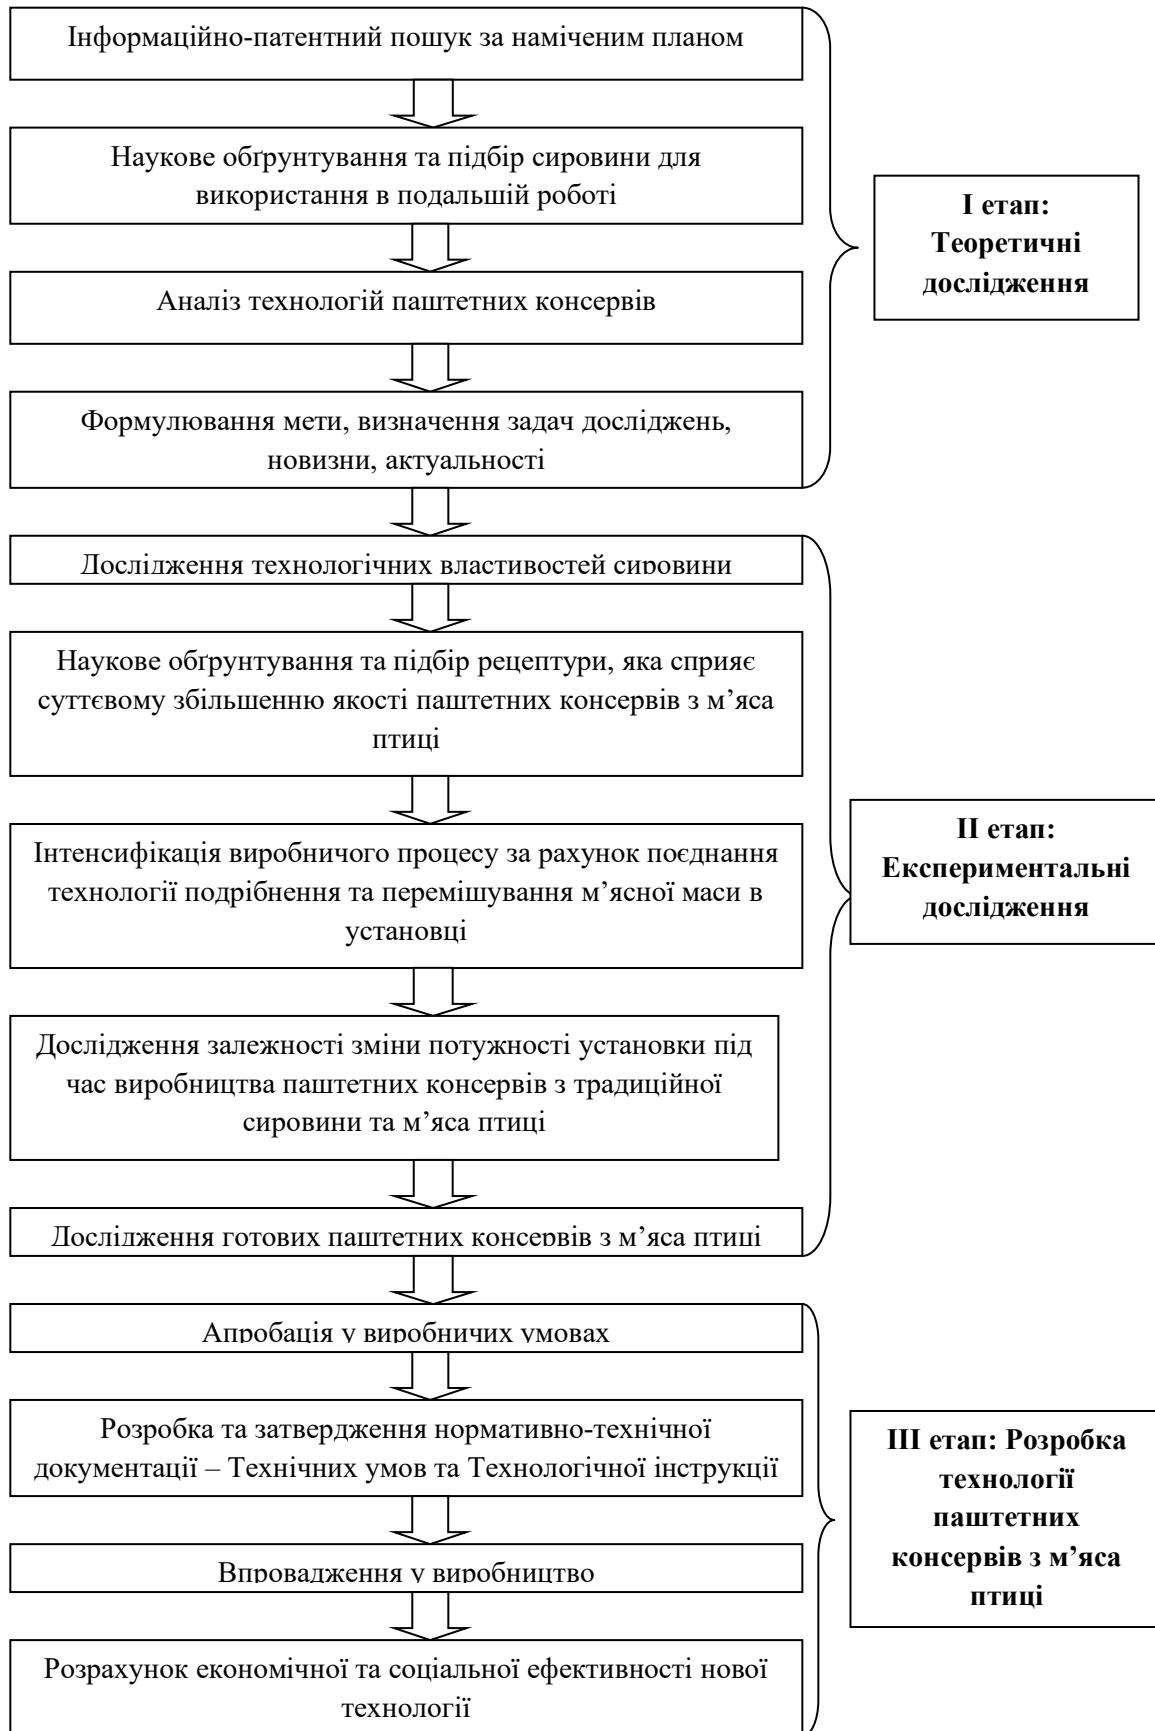 Інформаційно-патентний пошук за наміченим планом
Наукове обґрунтування та підбір сировини для
використання в подальшій роботі
Аналіз технологій паштетних консервів
Формулювання мети, визначення задач досліджень,
новизни, актуальності
І етап:
Теоретичні
дослідження
Дослідження технологічних властивостей сировини
Наукове обґрунтування та підбір рецептури, яка сприяє
суттєвому збільшенню якості паштетних консервів з м’яса
птиці
Інтенсифікація виробничого процесу за рахунок поєднання
технології подрібнення та перемішування м’ясної маси в
установці
Дослідження залежності зміни потужності установки під
час виробництва паштетних консервів з традиційної
сировини та м’яса птиці
Дослідження готових паштетних консервів з м’яса птиці
ІІ етап:
Експериментальні
дослідження
Апробація у виробничих умовах
Розробка та затвердження нормативно-технічної
документації – Технічних умов та Технологічної інструкції
Впровадження у виробництво
Розрахунок економічної та соціальної ефективності нової
технології
ІІІ етап: Розробка
технології
паштетних
консервів з м’яса
птиці